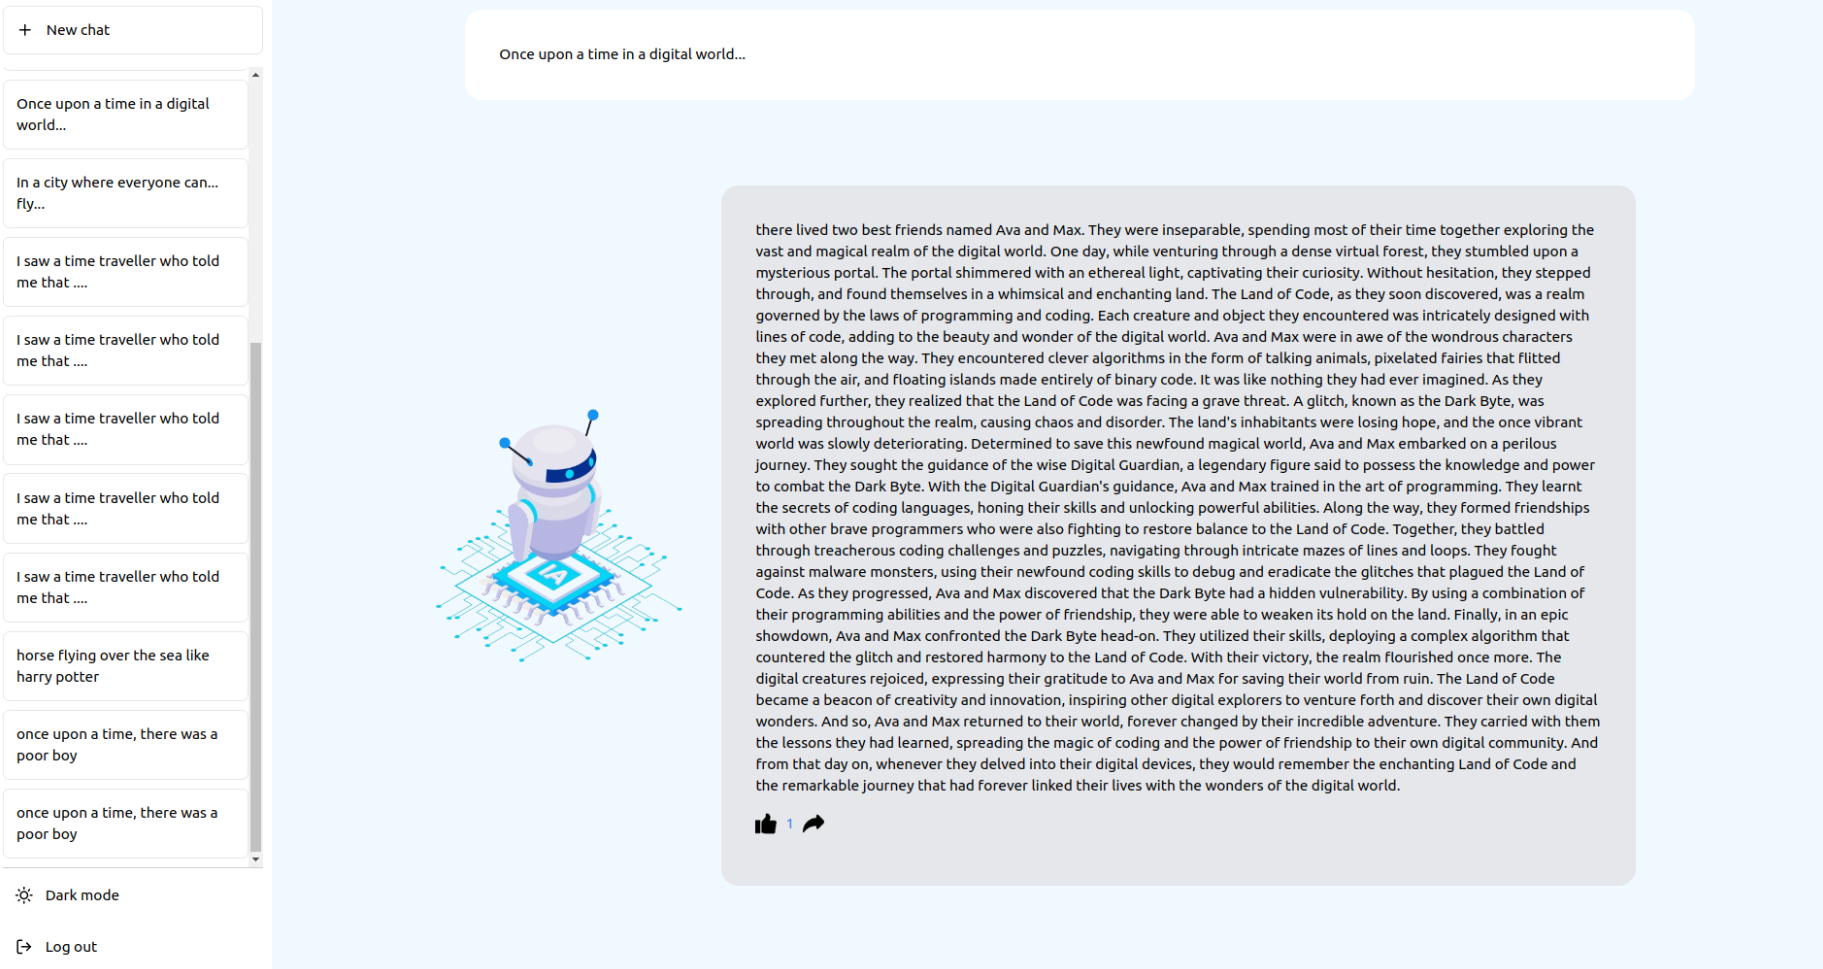 New chat
Once upon a time in a digital
world...
In a city where everyone can...
fly...
I saw a time traveller who told
me that ....
I saw a time traveller who told
me that ....
I saw a time traveller who told
me that ....
I saw a time traveller who told
me that ....
I saw a time traveller who told
me that ....
horse flying over the sea like
harry potter
once upon a time, there was a
poor boy
once upon a time, there was a
poor boy
Dark mode
Log out
Once upon a time in a digital world...
IA
there lived two best friends named Ava and Max. They were inseparable, spending most of their time together exploring the
vast and magical realm of the digital world. One day, while venturing through a dense virtual forest, they stumbled upon a
mysterious portal. The portal shimmered with an ethereal light, captivating their curiosity. Without hesitation, they stepped
through, and found themselves in a whimsical and enchanting land. The Land of Code, as they soon discovered, was a realm
governed by the laws of programming and coding. Each creature and object they encountered was intricately designed with
lines of code, adding to the beauty and wonder of the digital world. Ava and Max were in awe of the wondrous characters
they met along the way. They encountered clever algorithms in the form of talking animals, pixelated fairies that flitted
through the air, and floating islands made entirely of binary code. It was like nothing they had ever imagined. As they
explored further, they realized that the Land of Code was facing a grave threat. A glitch, known as the Dark Byte, was
spreading throughout the realm, causing chaos and disorder. The land's inhabitants were losing hope, and the once vibrant
world was slowly deteriorating. Determined to save this newfound magical world, Ava and Max embarked on a perilous
journey. They sought the guidance of the wise Digital Guardian, a legendary figure said to possess the knowledge and power
to combat the Dark Byte. With the Digital Guardian's guidance, Ava and Max trained in the art of programming. They learnt
the secrets of coding languages, honing their skills and unlocking powerful abilities. Along the way, they formed friendships
with other brave programmers who were also fighting to restore balance to the Land of Code. Together, they battled
through treacherous coding challenges and puzzles, navigating through intricate mazes of lines and loops. They fought
against malware monsters, using their newfound coding skills to debug and eradicate the glitches that plagued the Land of
Code. As they progressed, Ava and Max discovered that the Dark Byte had a hidden vulnerability. By using a combination of
their programming abilities and the power of friendship, they were able to weaken its hold on the land. Finally, in an epic
showdown, Ava and Max confronted the Dark Byte head-on. They utilized their skills, deploying a complex algorithm that
countered the glitch and restored harmony to the Land of Code. With their victory, the realm flourished once more. The
digital creatures rejoiced, expressing their gratitude to Ava and Max for saving their world from ruin. The Land of Code
became a beacon of creativity and innovation, inspiring other digital explorers to venture forth and discover their own digital
wonders. And so, Ava and Max returned to their world, forever changed by their incredible adventure. They carried with them
the lessons they had learned, spreading the magic of coding and the power of friendship to their own digital community. And
from that day on, whenever they delved into their digital devices, they would remember the enchanting Land of Code and
the remarkable journey that had forever linked their lives with the wonders of the digital world.
1